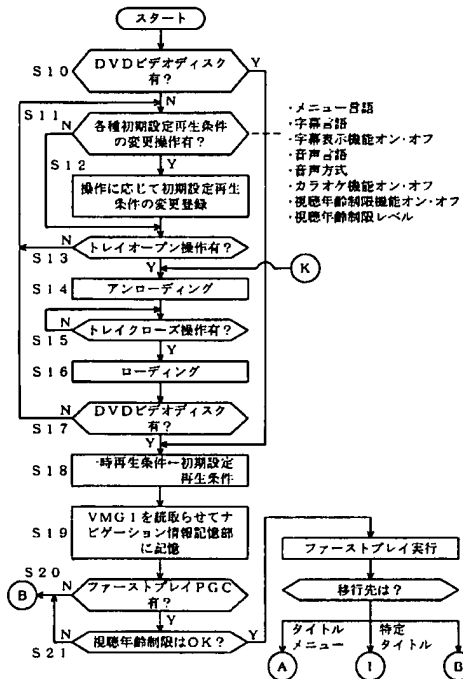 スタート
S10
DVDビデオディスク
有?
Y
N
S11
N
各種初期設定再生条件
の変更操作有?
・メニュー言語
・字幕言語
・字幕表示機能オン・オフ
・音声言語
・音声方式
・カラオケ機能オン・オフ
・視聴年齢制限機能オン・オフ
・視聴年齢制限レベル
S12
Y
操作に応じて初期設定再生
条件の変更登録
N
トレイオープン操作有?
S13
Y
K
S14
アンローディング
N
トレイクローズ操作有?
S15
Y
S16
ローディング
N
DVDビデオディスク
有?
S17
Y
S18
一時再生条件←初期設定
再生条件
S19
VMGIを読取らせてナ
ビゲーション情報記憶部
に記憶
S20
B
N
ファーストプレイPGC
有?
Y
N
視聴年齢制限はOK?
Y
S21
ファーストプレイ実行
移行先は?
タイトル
メニュー
特定
タイトル
A
I
B